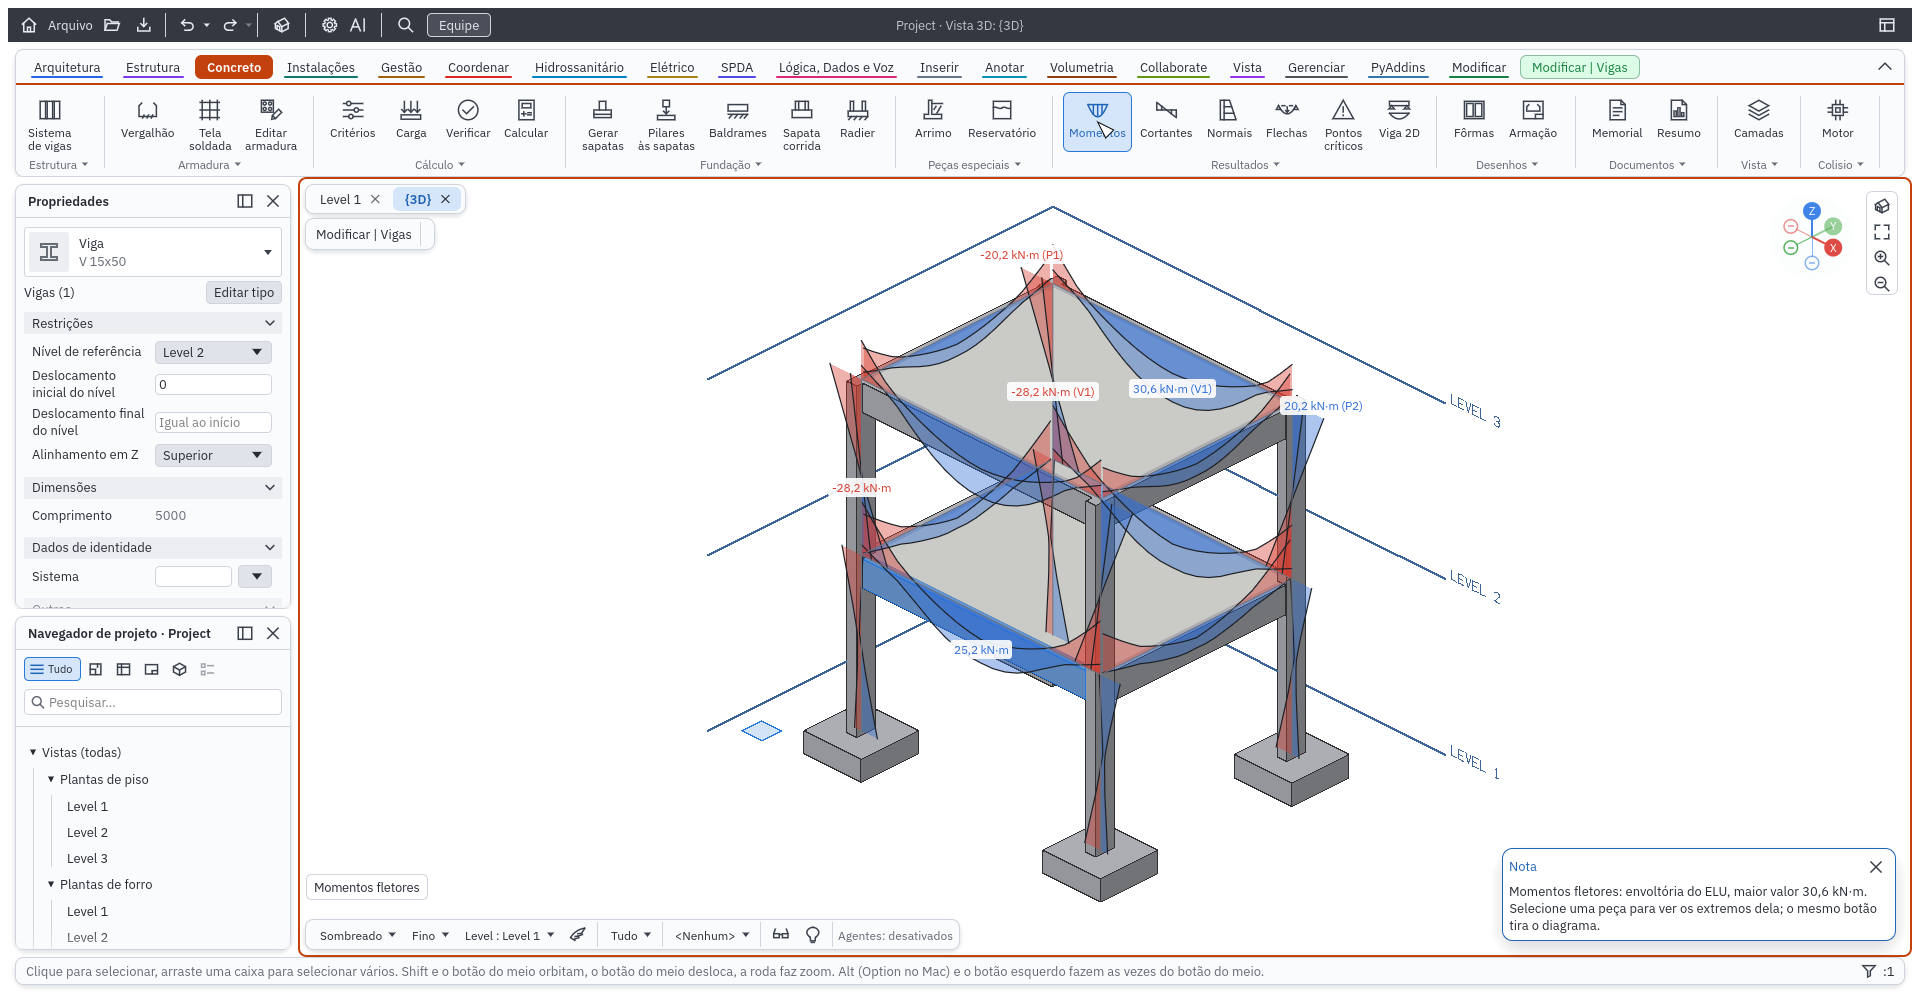 Arquivo
AI
Equipe
Project · Vista 3D: {3D}
Arquitetura
Estrutura
Concreto
Instalações
Gestão
Coordenar
Hidrossanitário
Elétrico
SPDA
Lógica, Dados e Voz
Inserir
Anotar
Volumetria
Collaborate
Vista
Gerenciar
PyAddins
Modificar
Modificar | Vigas
Sistema de vigas
Vergalhão
Tela soldada
Editar armadura
Critérios
Carga
Verificar
Calcular
Gerar sapatas
Pilares às sapatas
Baldrames
Sapata corrida
Radier
Arrimo
Reservatório
Momentos
Cortantes
Normais
Flechas
Pontos críticos
Viga 2D
Fôrmas
Armação
Memorial
Resumo
Camadas
Motor
Estrutura
Armadura
Cálculo
Fundação
Peças especiais
Resultados
Desenhos
Documentos
Vista
Colisio
Propriedades
Viga
V 15x50
Vigas (1)
Editar tipo
Restrições
Nível de referência
Level 2
Deslocamento inicial do nível
0
Deslocamento final do nível
Igual ao início
Alinhamento em Z
Superior
Dimensões
Comprimento
5000
Dados de identidade
Sistema
Navegador de projeto · Project
Tudo
Pesquisar...
Vistas (todas)
Plantas de piso
Level 1
Level 2
Level 3
Plantas de forro
Level 1
Level 2
Level 1
{3D}
Modificar | Vigas
-20,2 kN·m (P1)
-28,2 kN·m (V1)
30,6 kN·m (V1)
20,2 kN·m (P2)
-28,2 kN·m
25,2 kN·m
LEVEL 3
LEVEL 2
LEVEL 1
Z
Y
X
Momentos fletores
Nota
Momentos fletores: envoltória do ELU, maior valor 30,6 kN·m.
Selecione uma peça para ver os extremos dela; o mesmo botão
tira o diagrama.
Sombreado
Fino
Level : Level 1
Tudo
<Nenhum>
Agentes: desativados
Clique para selecionar, arraste uma caixa para selecionar vários. Shift e o botão do meio orbitam, o botão do meio desloca, a roda faz zoom. Alt (Option no Mac) e o botão esquerdo fazem as vezes do botão do meio.
:1